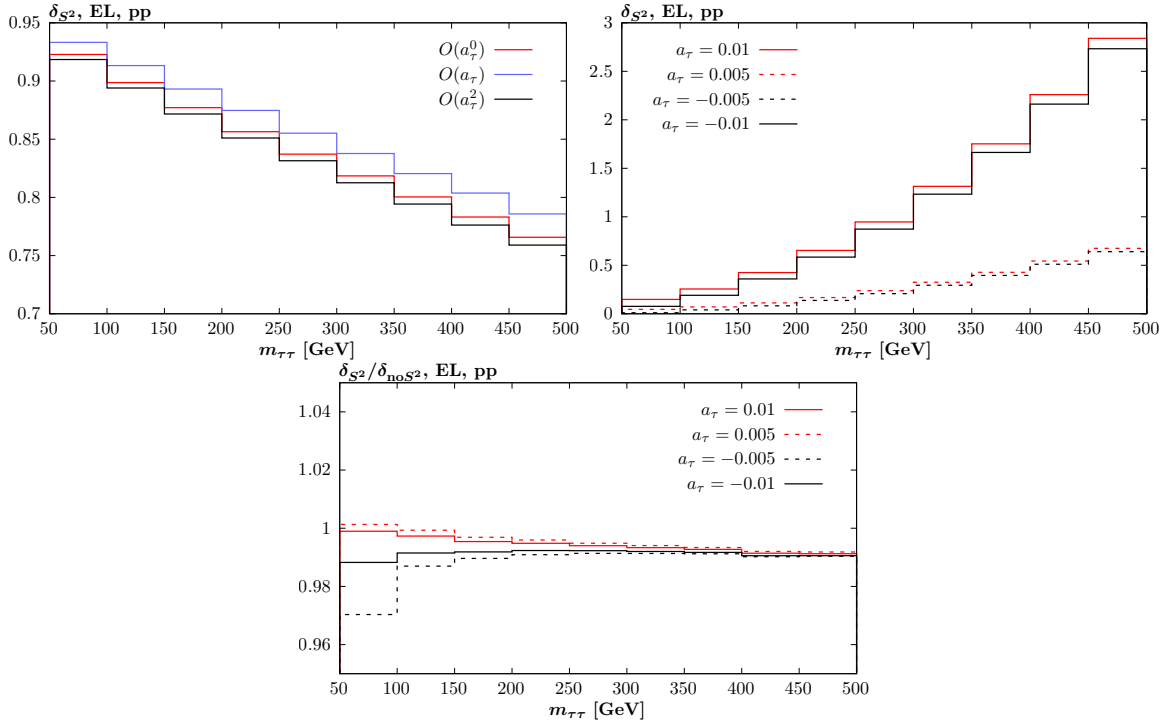 δ_{S²}, EL, pp
0.95
0.9
0.85
0.8
0.75
0.7
O(a_τ^0)
O(a_τ)
O(a_τ^2)
50 100 150 200 250 300 350 400 450 500
m_{ττ} [GeV]
δ_{S²}, EL, pp
3
2.5
2
1.5
1
0.5
0
a_τ = 0.01
a_τ = 0.005
a_τ = −0.005
a_τ = −0.01
50 100 150 200 250 300 350 400 450 500
m_{ττ} [GeV]
δ_{S²}/δ_{noS²}, EL, pp
1.04
1.02
1
0.98
0.96
a_τ = 0.01
a_τ = 0.005
a_τ = −0.005
a_τ = −0.01
50 100 150 200 250 300 350 400 450 500
m_{ττ} [GeV]